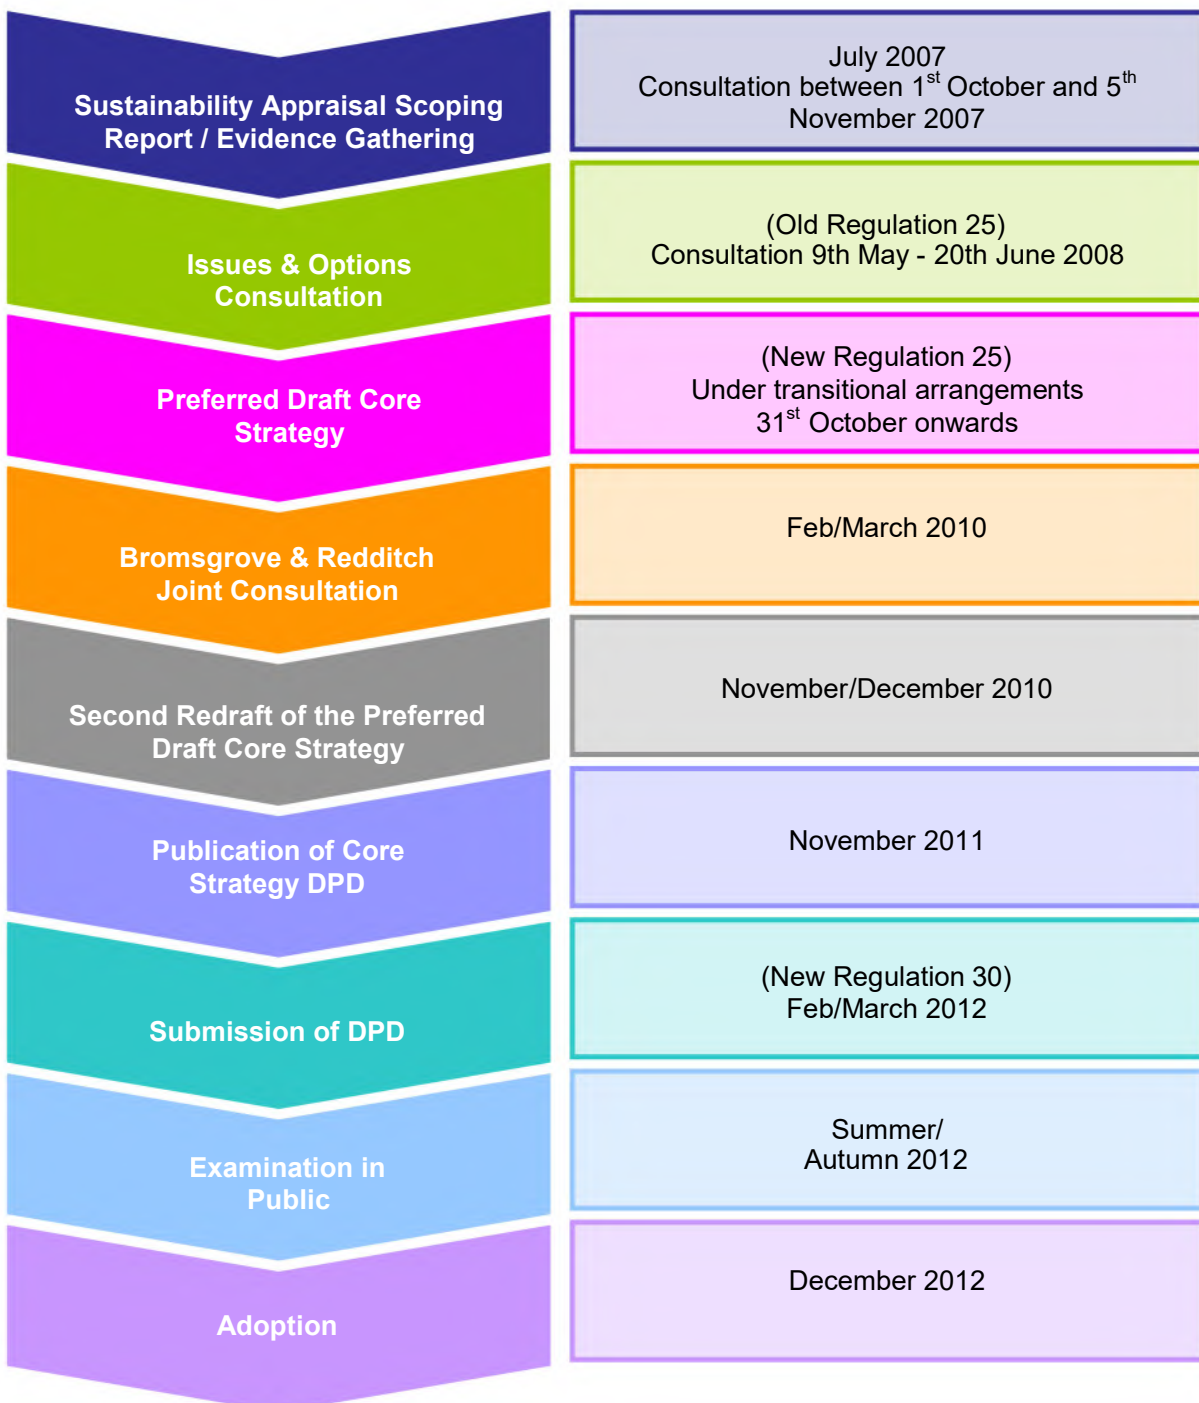 Sustainability Appraisal Scoping
Report / Evidence Gathering
July 2007
Consultation between 1st October and 5th
November 2007
Issues & Options
Consultation
(Old Regulation 25)
Consultation 9th May - 20th June 2008
Preferred Draft Core
Strategy
(New Regulation 25)
Under transitional arrangements
31st October onwards
Bromsgrove & Redditch
Joint Consultation
Feb/March 2010
Second Redraft of the Preferred
Draft Core Strategy
November/December 2010
Publication of Core
Strategy DPD
November 2011
Submission of DPD
(New Regulation 30)
Feb/March 2012
Examination in
Public
Summer/
Autumn 2012
Adoption
December 2012